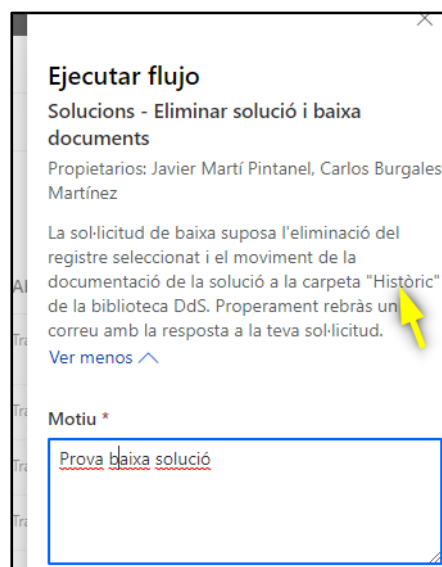 Ejecutar flujo
Solucions - Eliminar solució i baixa
documents
Propietarios: Javier Martí Pintanel, Carlos Burgales
Martínez
La sol·licitud de baixa suposa l'eliminació del
registre seleccionat i el moviment de la
documentació de la solució a la carpeta "Històric"
de la biblioteca DdS. Properament rebràs un
correu amb la resposta a la teva sol·licitud.
Ver menos
Motiu *
Prova baixa solució